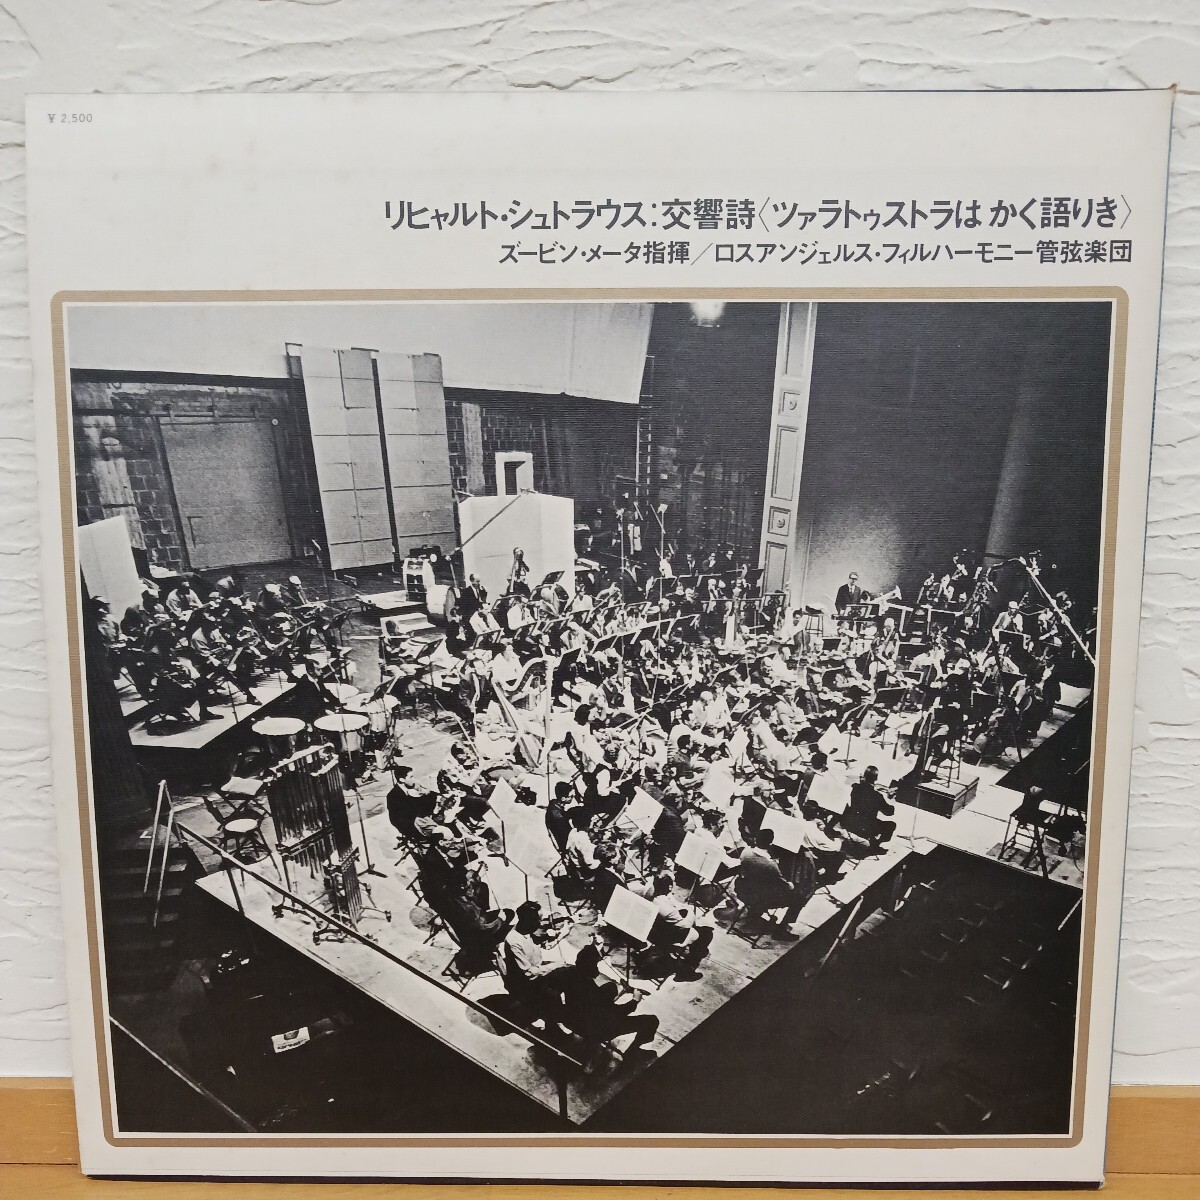 ¥ 2,500
リヒャルト・シュトラウス：交響詩〈ツァラトゥストラは かく語りき〉
ズービン・メータ指揮／ロスアンジェルス・フィルハーモニー管弦楽団